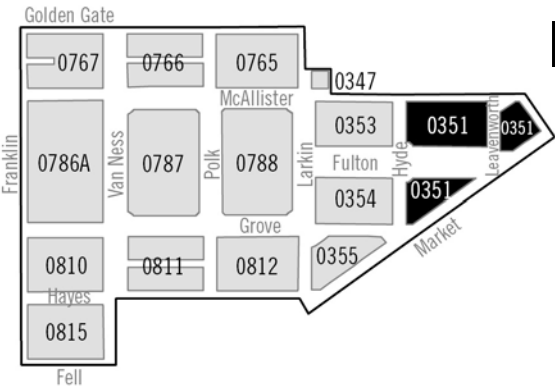 Golden Gate
0767
0766
0765
0347
McAllister
0353
0351
Leavenworth
0351
Franklin
0786A
Van Ness
0787
Polk
0788
Larkin
Fulton
Hyde
0354
0351
Market
Grove
0355
0810
0811
0812
Hayes
0815
Fell